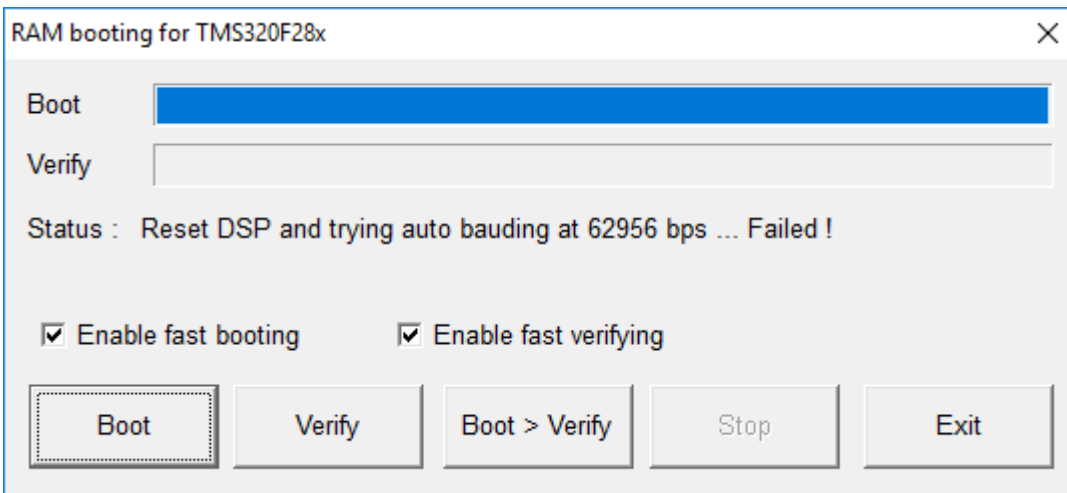 RAM booting for TMS320F28x
Boot
Verify
Status : Reset DSP and trying auto bauding at 62956 bps ... Failed !
Enable fast booting Enable fast verifying
Boot Verify Boot > Verify Stop Exit